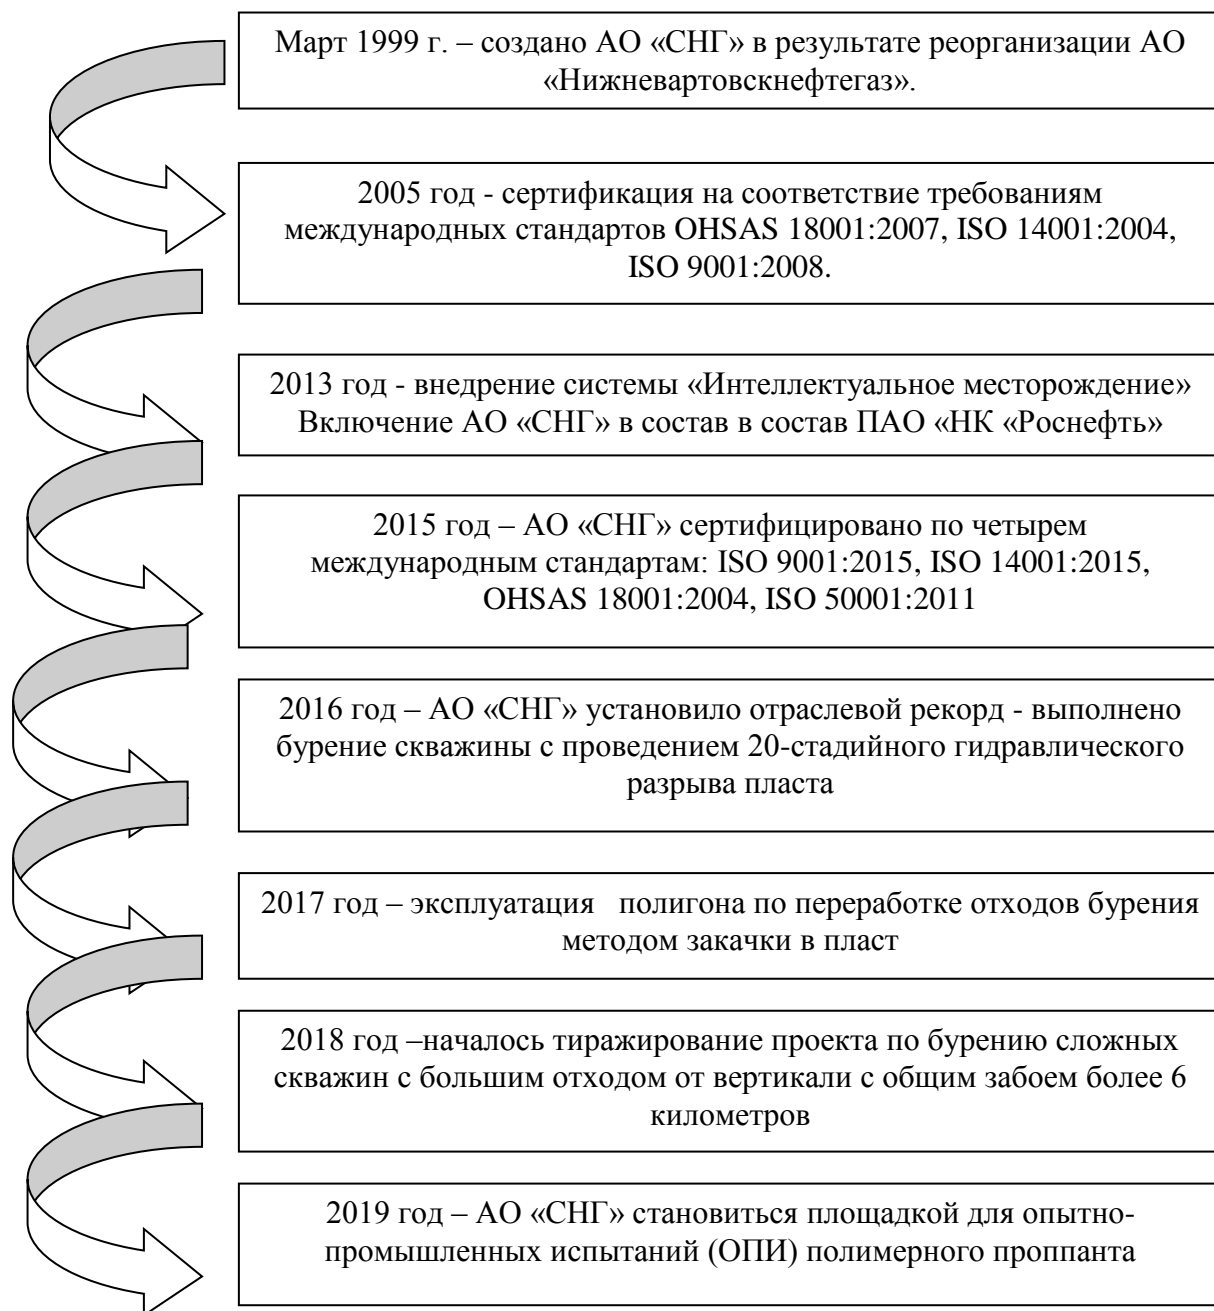 Март 1999 г. – создано АО «СНГ» в результате реорганизации АО
«Нижневартовскнефтегаз».
2005 год - сертификация на соответствие требованиям
международных стандартов OHSAS 18001:2007, ISO 14001:2004,
ISO 9001:2008.
2013 год - внедрение системы «Интеллектуальное месторождение»
Включение АО «СНГ» в состав в состав ПАО «НК «Роснефть»
2015 год – АО «СНГ» сертифицировано по четырем
международным стандартам: ISO 9001:2015, ISO 14001:2015,
OHSAS 18001:2004, ISO 50001:2011
2016 год – АО «СНГ» установило отраслевой рекорд - выполнено
бурение скважины с проведением 20-стадийного гидравлического
разрыва пласта
2017 год – эксплуатация   полигона по переработке отходов бурения
методом закачки в пласт
2018 год –началось тиражирование проекта по бурению сложных
скважин с большим отходом от вертикали с общим забоем более 6
километров
2019 год – АО «СНГ» становиться площадкой для опытно-
промышленных испытаний (ОПИ) полимерного проппанта